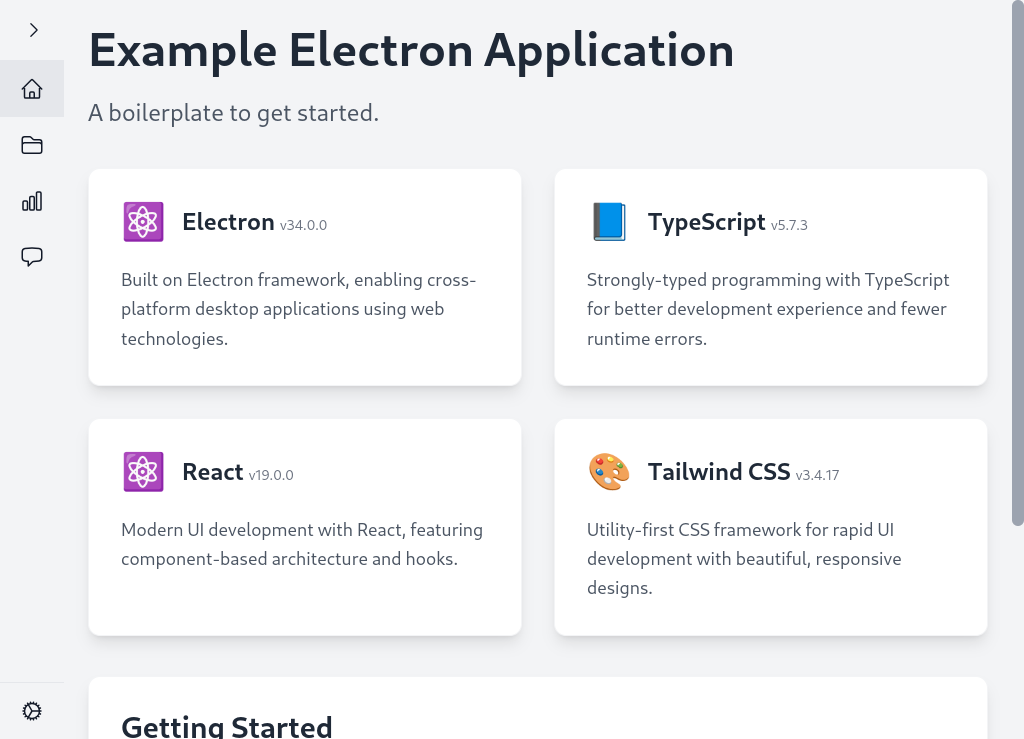 Example Electron Application
A boilerplate to get started.
Electron v34.0.0
Built on Electron framework, enabling cross-
platform desktop applications using web
technologies.
TypeScript v5.7.3
Strongly-typed programming with TypeScript
for better development experience and fewer
runtime errors.
React v19.0.0
Modern UI development with React, featuring
component-based architecture and hooks.
Tailwind CSS v3.4.17
Utility-first CSS framework for rapid UI
development with beautiful, responsive
designs.
Getting Started